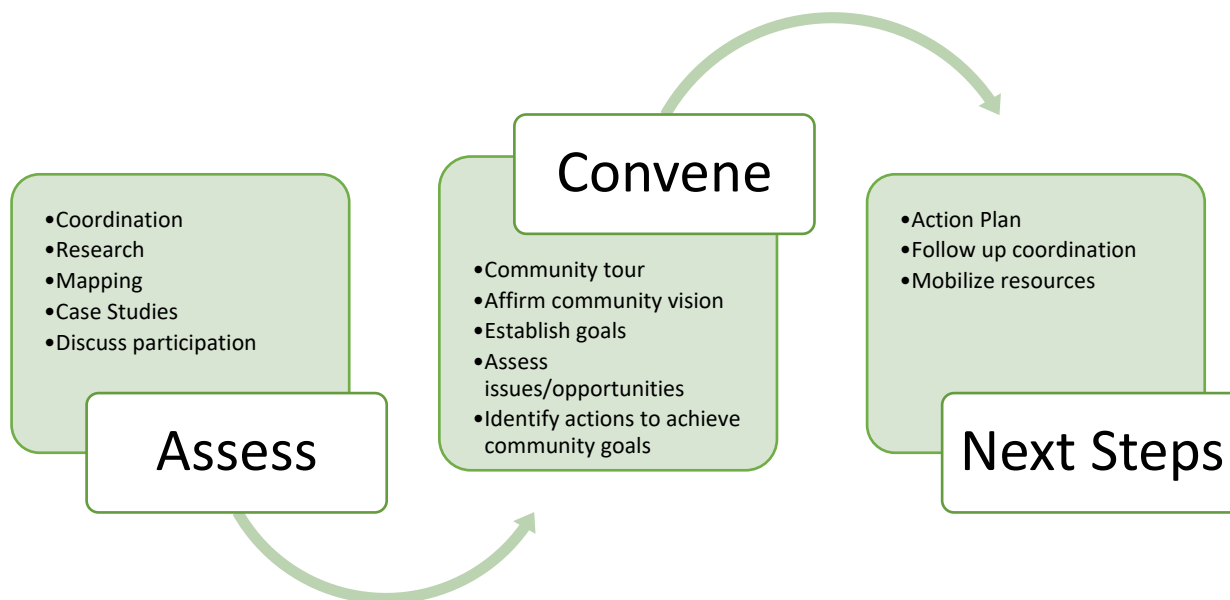 •Coordination
•Research
•Mapping
•Case Studies
•Discuss participation
Assess
Convene
•Community tour
•Affirm community vision
•Establish goals
•Assess
issues/opportunities
•Identify actions to achieve
community goals
•Action Plan
•Follow up coordination
•Mobilize resources
Next Steps